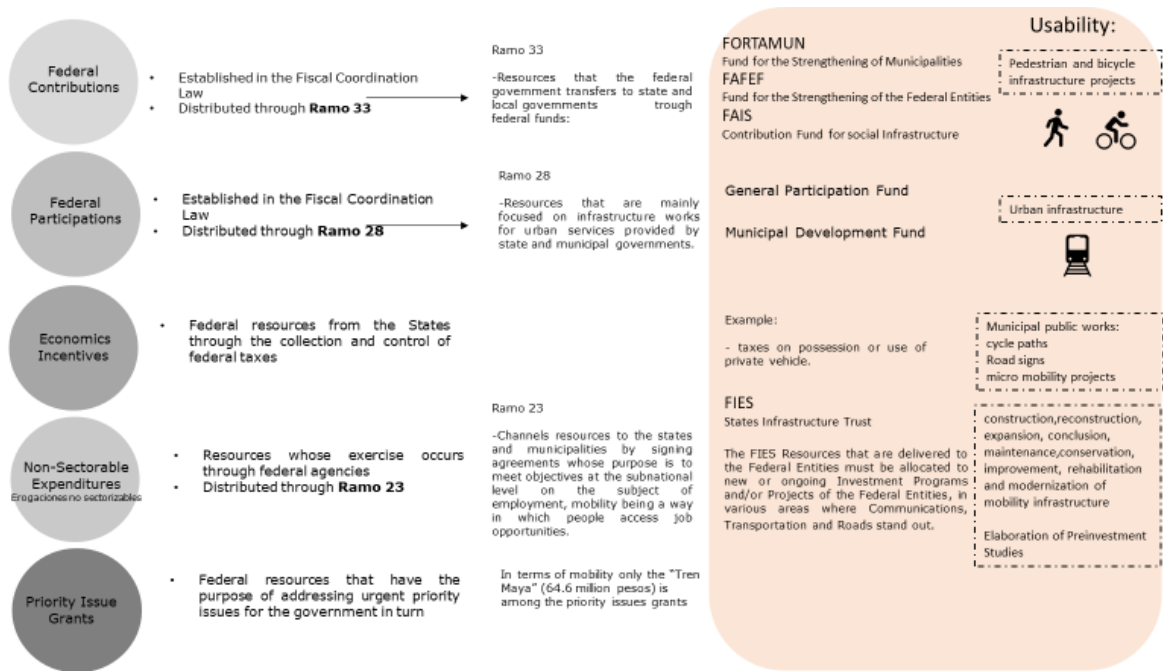 Federal
Contributions
• Established in the Fiscal Coordination
Law
• Distributed through Ramo 33
Ramo 33
-Resources that the federal
government transfers to state and
local governments trough
federal funds:
FORTAMUN
Fund for the Strengthening of Municipalities
FAFEF
Fund for the Strengthening of the Federal Entities
FAIS
Contribution Fund for social Infrastructure
Usability:
Pedestrian and bicycle
infrastructure projects
Federal
Participations
• Established in the Fiscal Coordination
Law
• Distributed through Ramo 28
Ramo 28
-Resources that are mainly
focused on infrastructure works
for urban services provided by
state and municipal governments.
General Participation Fund
Municipal Development Fund
Urban infrastructure
Economics
Incentives
• Federal resources from the States
through the collection and control of
federal taxes
Example:
- taxes on possession or use of
private vehicle.
Municipal public works:
cycle paths
Road signs
micro mobility projects
Non-Sectorable
Expenditures
Erogaciones no sectorizables
• Resources whose exercise occurs
through federal agencies
• Distributed through Ramo 23
Ramo 23
-Channels resources to the states
and municipalities by signing
agreements whose purpose is to
meet objectives at the subnational
level on the subject of
employment, mobility being a way
in which people access job
opportunities.
FIES
States Infrastructure Trust
The FIES Resources that are delivered to
the Federal Entities must be allocated to
new or ongoing Investment Programs
and/or Projects of the Federal Entities, in
various areas where Communications,
Transportation and Roads stand out.
construction,reconstruction,
expansion, conclusion,
maintenance,conservation,
improvement, rehabilitation
and modernization of
mobility infrastructure
Elaboration of Preinvestment
Studies
Priority Issue
Grants
• Federal resources that have the
purpose of addressing urgent priority
issues for the government in turn
In terms of mobility only the "Tren
Maya" (64.6 million pesos) is
among the priority issues grants